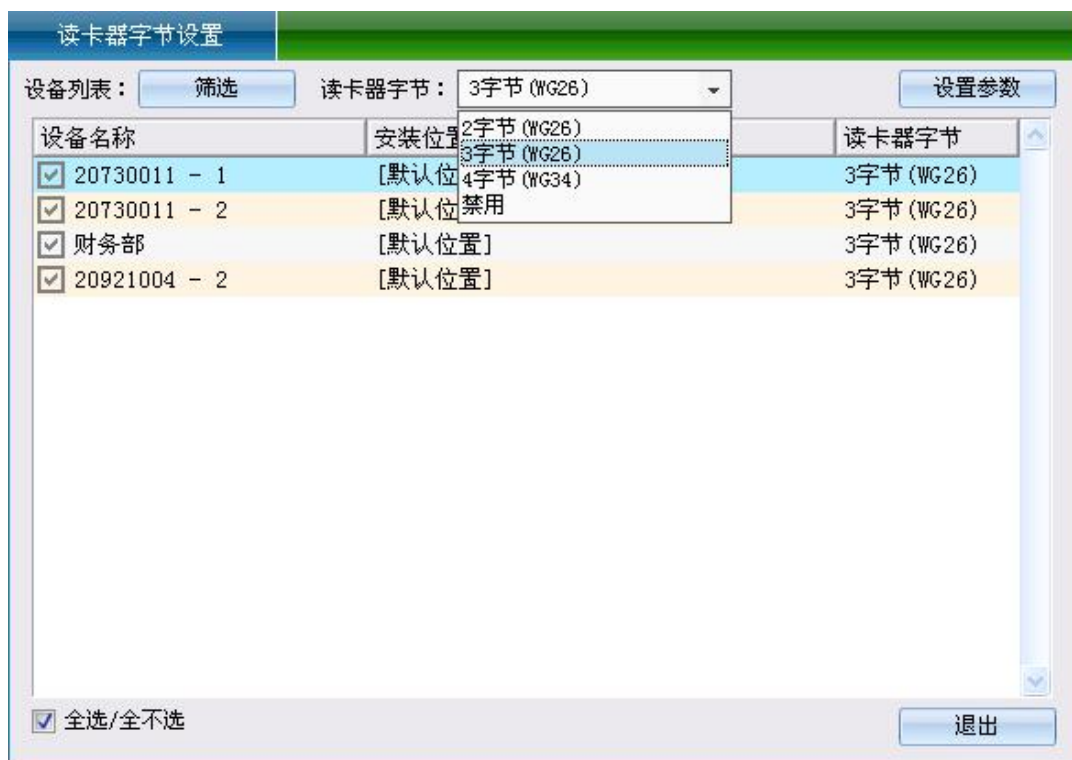 读卡器字节设置
设备列表： 筛选 读卡器字节： 3字节(WG26) 设置参数
设备名称 安装位置 读卡器字节
2字节(WG26)
3字节(WG26)
4字节(WG34)
禁用
20730011 - 1 [默认位 3字节(WG26)
20730011 - 2 [默认位 3字节(WG26)
财务部 [默认位置] 3字节(WG26)
20921004 - 2 [默认位置] 3字节(WG26)
全选/全不选 退出